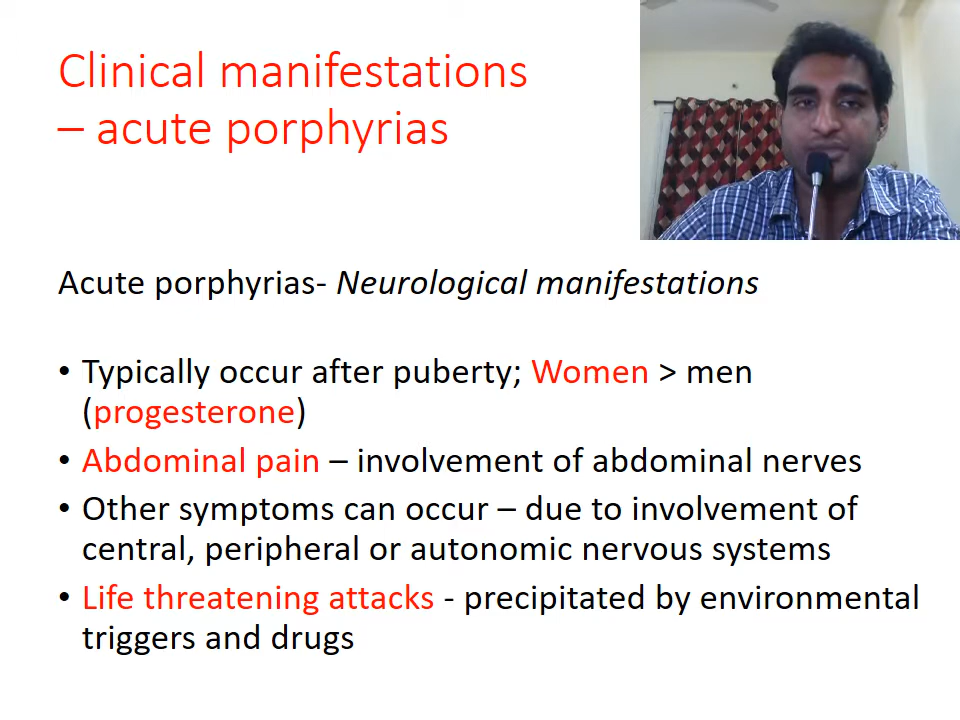 Clinical manifestations
– acute porphyrias
Acute porphyrias- Neurological manifestations
• Typically occur after puberty; Women > men
(progesterone)
• Abdominal pain – involvement of abdominal nerves
• Other symptoms can occur – due to involvement of
central, peripheral or autonomic nervous systems
• Life threatening attacks - precipitated by environmental
triggers and drugs